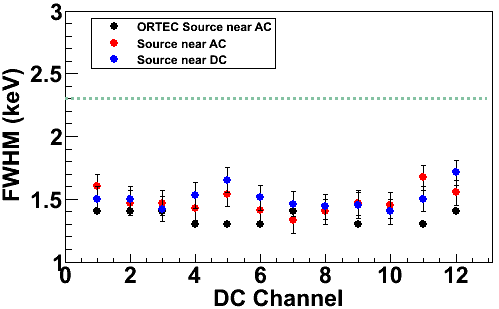 3
2.5
2
1.5
1
FWHM (keV)
ORTEC Source near AC
Source near AC
Source near DC
0 2 4 6 8 10 12
DC Channel